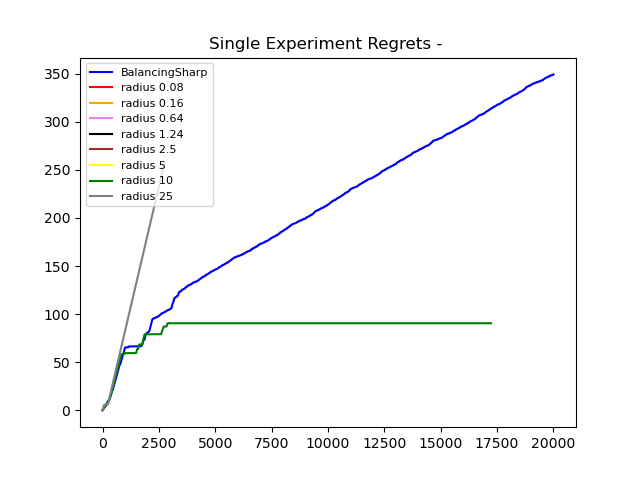 Single Experiment Regrets -
BalancingSharp
radius 0.08
radius 0.16
radius 0.64
radius 1.24
radius 2.5
radius 5
radius 10
radius 25
350
300
250
200
150
100
50
0
0 2500 5000 7500 10000 12500 15000 17500 20000